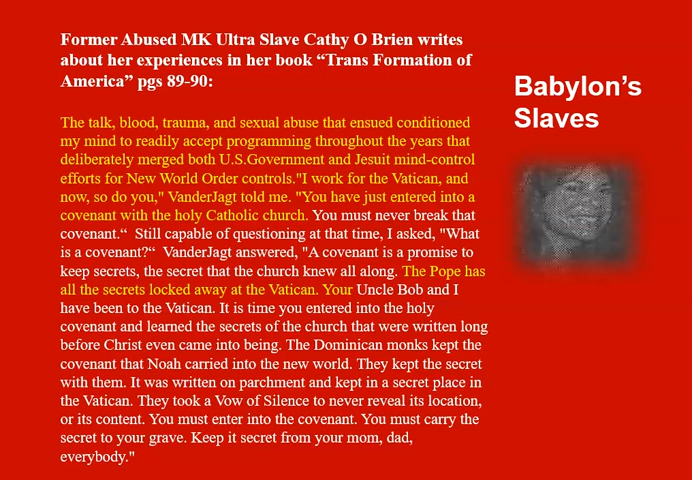 Former Abused MK Ultra Slave Cathy O Brien writes
about her experiences in her book “Trans Formation of
America” pgs 89-90:
Babylon’s
Slaves
The talk, blood, trauma, and sexual abuse that ensued conditioned
my mind to readily accept programming throughout the years that
deliberately merged both U.S.Government and Jesuit mind-control
efforts for New World Order controls."I work for the Vatican, and
now, so do you," VanderJagt told me. "You have just entered into a
covenant with the holy Catholic church. You must never break that
covenant.“ Still capable of questioning at that time, I asked, "What
is a covenant?“ VanderJagt answered, "A covenant is a promise to
keep secrets, the secret that the church knew all along. The Pope has
all the secrets locked away at the Vatican. Your Uncle Bob and I
have been to the Vatican. It is time you entered into the holy
covenant and learned the secrets of the church that were written long
before Christ even came into being. The Dominican monks kept the
covenant that Noah carried into the new world. They kept the secret
with them. It was written on parchment and kept in a secret place in
the Vatican. They took a Vow of Silence to never reveal its location,
or its content. You must enter into the covenant. You must carry the
secret to your grave. Keep it secret from your mom, dad,
everybody."